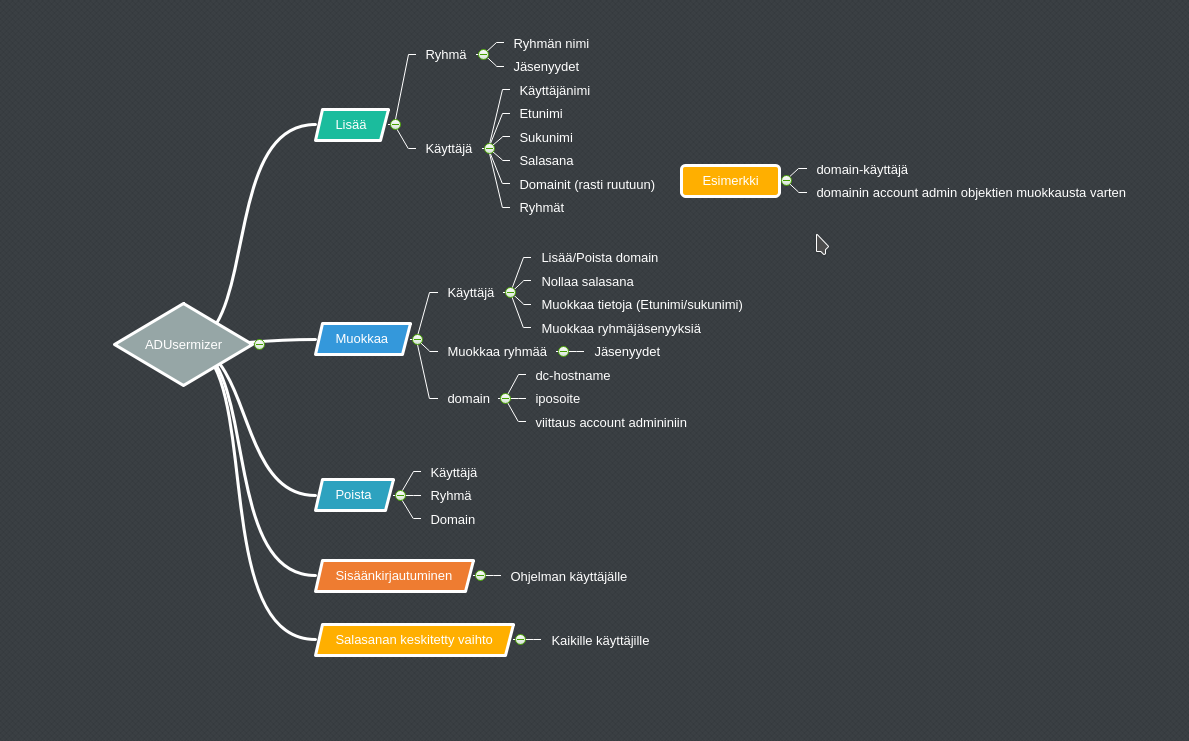 ADUsermizer
Lisää
Ryhmä
Ryhmän nimi
Jäsenyydet
Käyttäjä
Käyttäjänimi
Etunimi
Sukunimi
Salasana
Domainit (rasti ruutuun)
Ryhmät
Esimerkki
domain-käyttäjä
domainin account admin objektien muokkausta varten
Muokkaa
Käyttäjä
Lisää/Poista domain
Nollaa salasana
Muokkaa tietoja (Etunimi/sukunimi)
Muokkaa ryhmäjäsenyyksiä
Muokkaa ryhmää
Jäsenyydet
domain
dc-hostname
iposoite
viittaus account admininiin
Poista
Käyttäjä
Ryhmä
Domain
Sisäänkirjautuminen
Ohjelman käyttäjälle
Salasanan keskitetty vaihto
Kaikille käyttäjille